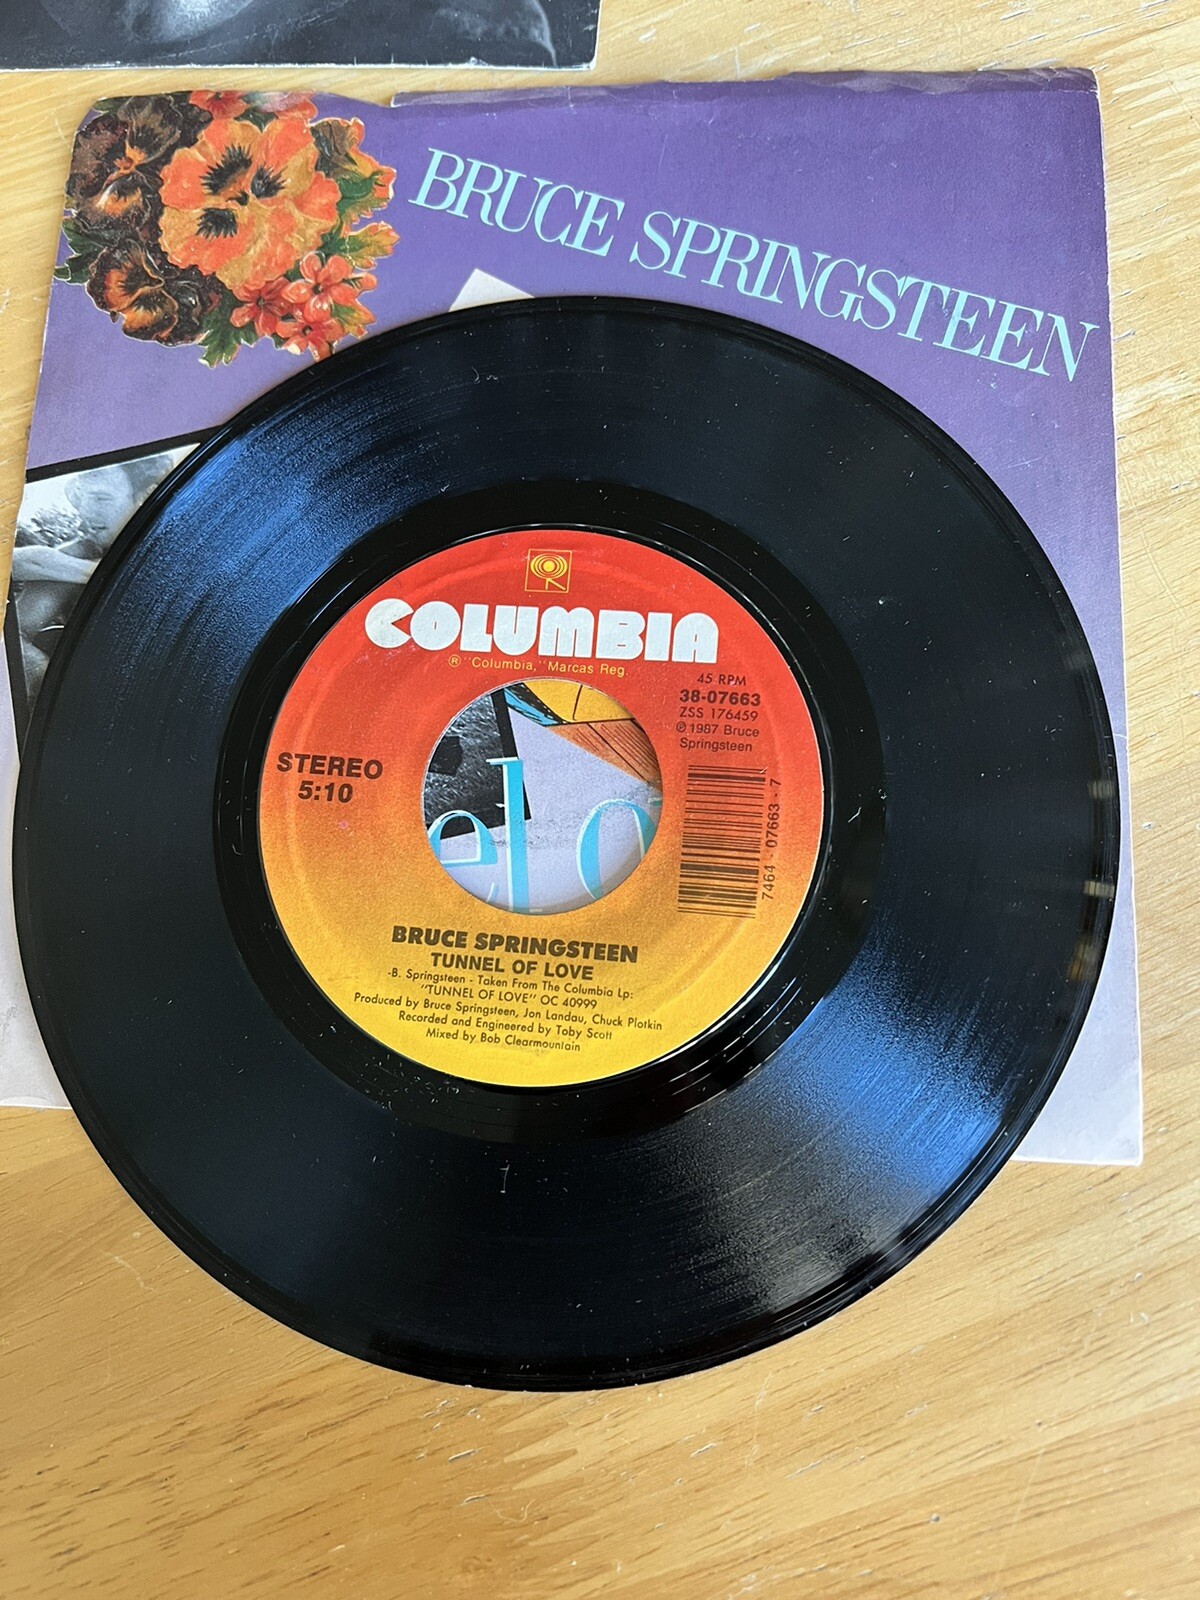 BRUCE SPRINGSTEEN
COLUMBIA
® "Columbia," Marcas Reg.
45 RPM
38-07663
ZSS 176459
℗ 1987 Bruce
Springsteen
STEREO
5:10
7464 - 07663 - 7
el o
BRUCE SPRINGSTEEN
TUNNEL OF LOVE
-B. Springsteen - Taken From The Columbia Lp:
"TUNNEL OF LOVE" OC 40999
Produced by Bruce Springsteen, Jon Landau, Chuck Plotkin
Recorded and Engineered by Toby Scott
Mixed by Bob Clearmountain